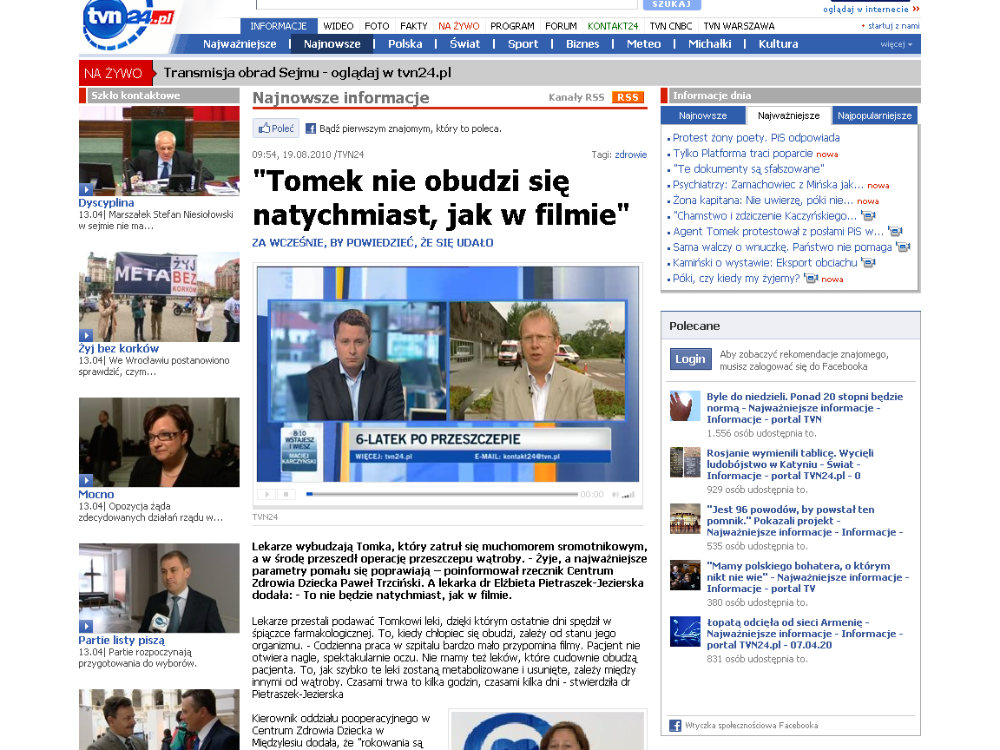 tvn24.pl
SZUKAJ
oglądaj w internecie »
INFORMACJE WIDEO FOTO FAKTY NA ŻYWO PROGRAM FORUM KONTAKT24 TVN CNBC TVN WARSZAWA
• startuj z nami
Najważniejsze | Najnowsze | Polska | Świat | Sport | Biznes | Meteo | Michałki | Kultura
więcej
NA ŻYWO Transmisja obrad Sejmu - oglądaj w tvn24.pl
Szkło kontaktowe
Dyscyplina
13.04| Marszałek Stefan Niesiołowski
w sejmie nie ma...
META ŻYJ BEZ KORKÓW
Żyj bez korków
13.04| We Wrocławiu postanowiono
sprawdzić, czym...
Mocno
13.04| Opozycja żąda
zdecydowanych działań rządu w...
Partie listy piszą
13.04| Partie rozpoczynają
przygotowania do wyborów.
Najnowsze informacje
Kanały RSS RSS
Poleć
Bądź pierwszym znajomym, który to poleca.
09:54, 19.08.2010 /TVN24
Tagi: zdrowie
"Tomek nie obudzi się
natychmiast, jak w filmie"
ZA WCZEŚNIE, BY POWIEDZIEĆ, ŻE SIĘ UDAŁO
8:10
WSTAJESZ
I WIESZ
MACIEJ
KARCZYŃSKI
6-LATEK PO PRZESZCZEPIE
WIĘCEJ: tvn24.pl E-MAIL: kontakt24@tvn.pl
00:00
TVN24
Lekarze wybudzają Tomka, który zatruł się muchomorem sromotnikowym,
a w środę przeszedł operację przeszczepu wątroby. - Żyje, a najważniejsze
parametry pomału się poprawiają – poinformował rzecznik Centrum
Zdrowia Dziecka Paweł Trzciński. A lekarka dr Elżbieta Pietraszek-Jezierska
dodała: - To nie będzie natychmiast, jak w filmie.
Lekarze przestali podawać Tomkowi leki, dzięki którym ostatnie dni spędził w
śpiączce farmakologicznej. To, kiedy chłopiec się obudzi, zależy od stanu jego
organizmu. - Codzienna praca w szpitalu bardzo mało przypomina filmy. Pacjent nie
otwiera nagle, spektakularnie oczu. Nie mamy też leków, które cudownie obudzą
pacjenta. To, jak szybko te leki zostaną metabolizowane i usunięte, zależy między
innymi od wątroby. Czasami trwa to kilka godzin, czasami kilka dni - stwierdziła dr
Pietraszek-Jezierska
Kierownik oddziału pooperacyjnego w
Centrum Zdrowia Dziecka w
Międzylesiu dodała, że "rokowania są
Informacje dnia
Najnowsze Najważniejsze Najpopularniejsze
Protest żony poety. PiS odpowiada
Tylko Platforma traci poparcie nowa
"Te dokumenty są sfałszowane"
Psychiatrzy: Zamachowiec z Mińska jak... nowa
Żona kapitana: Nie uwierzę, póki nie... nowa
"Chamstwo i zdziczenie Kaczyńskiego...
Agent Tomek protestował z posłami PiS w...
Sama walczy o wnuczkę. Państwo nie pomaga
Kamiński o wystawie: Eksport obciachu
Póki, czy kiedy my żyjemy? nowa
Polecane
Login
Aby zobaczyć rekomendacje znajomego,
musisz zalogować się do Facebooka
Byle do niedzieli. Ponad 20 stopni będzie
normą - Najważniejsze informacje -
Informacje - portal TVN
1.556 osób udostępnia to.
Rosjanie wymienili tablicę. Wycięli
ludobójstwo w Katyniu - Świat -
Informacje - portal TVN24.pl - 0
929 osób udostępnia to.
"Jest 96 powodów, by powstał ten
pomnik." Pokazali projekt -
Najważniejsze informacje - Informacje -
535 osób udostępnia to.
"Mamy polskiego bohatera, o którym
nikt nie wie" - Najważniejsze informacje -
Informacje - portal TV
380 osób udostępnia to.
Łopatą odcięła od sieci Armenię -
Najważniejsze informacje - Informacje -
portal TVN24.pl - 07.04.20
831 osób udostępnia to.
Wtyczka społecznościowa Facebooka